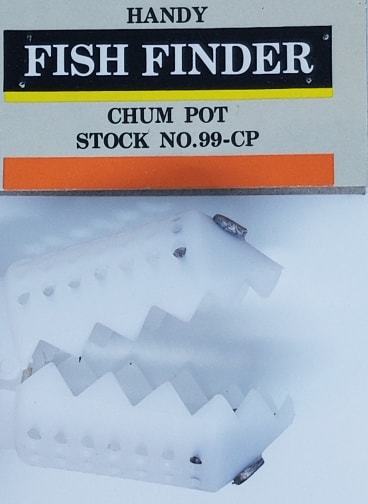 HANDY
FISH FINDER
CHUM POT
STOCK NO.99-CP